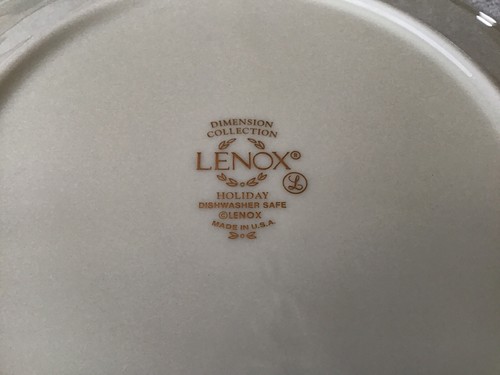 DIMENSION
COLLECTION
LENOX®
L
HOLIDAY
DISHWASHER SAFE
©LENOX
MADE IN U.S.A.